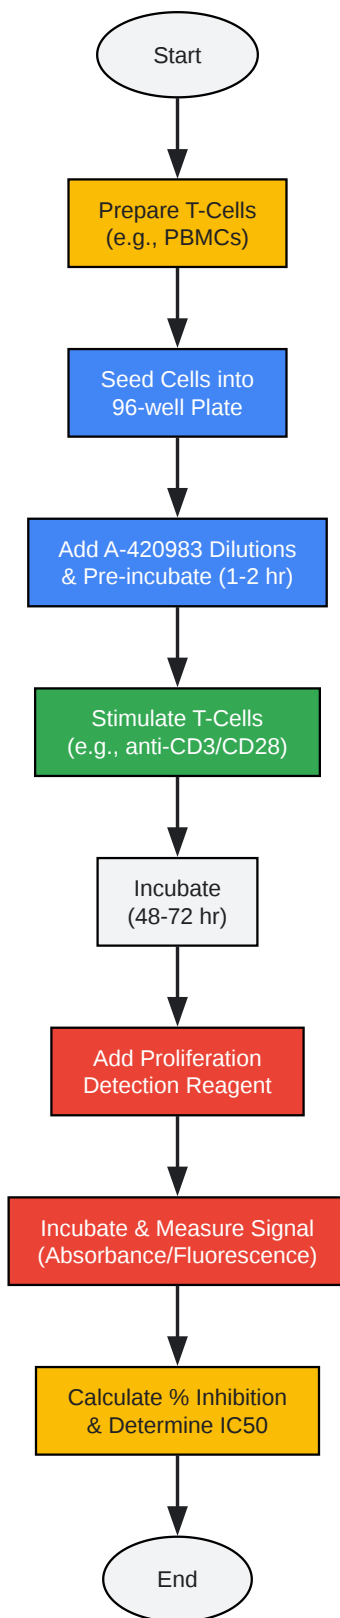 Start
Prepare T-Cells
(e.g., PBMCs)
Seed Cells into
96-well Plate
Add A-420983 Dilutions
& Pre-incubate (1-2 hr)
Stimulate T-Cells
(e.g., anti-CD3/CD28)
Incubate
(48-72 hr)
Add Proliferation
Detection Reagent
Incubate & Measure Signal
(Absorbance/Fluorescence)
Calculate % Inhibition
& Determine IC50
End